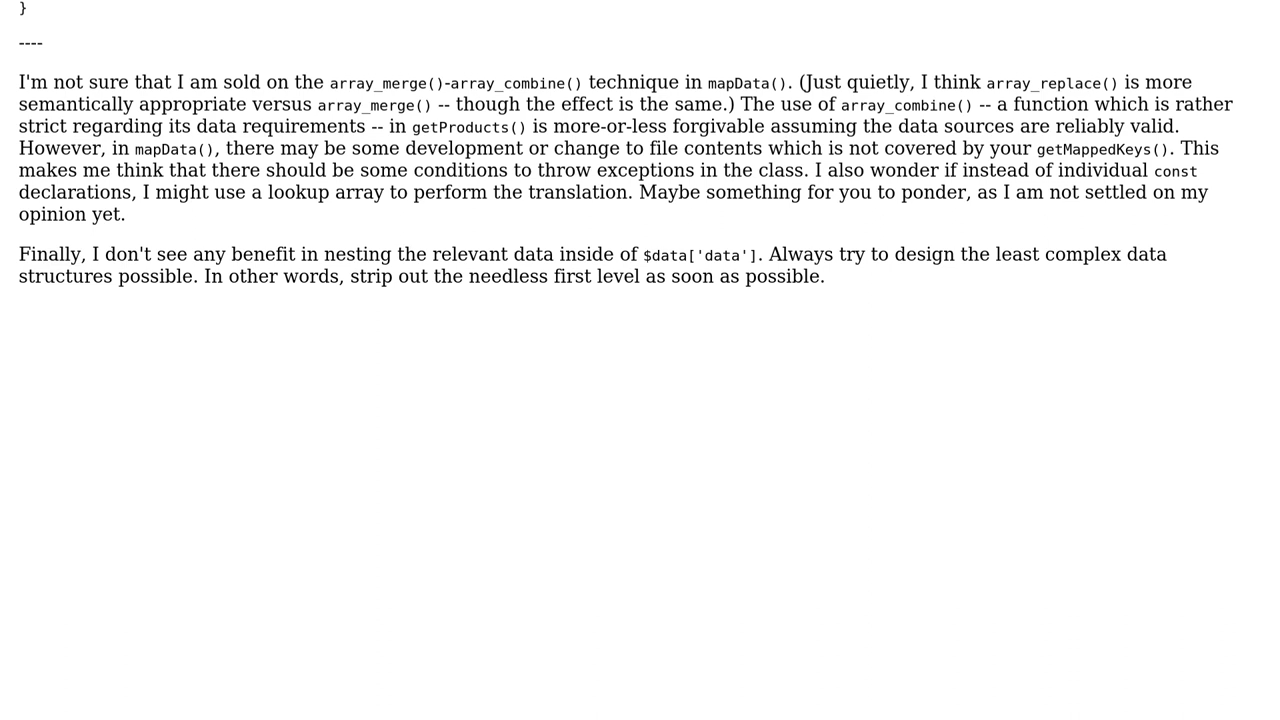 }
----
I'm not sure that I am sold on the array_merge()-array_combine() technique in mapData(). (Just quietly, I think array_replace() is more
semantically appropriate versus array_merge() -- though the effect is the same.) The use of array_combine() -- a function which is rather
strict regarding its data requirements -- in getProducts() is more-or-less forgivable assuming the data sources are reliably valid.
However, in mapData(), there may be some development or change to file contents which is not covered by your getMappedKeys(). This
makes me think that there should be some conditions to throw exceptions in the class. I also wonder if instead of individual const
declarations, I might use a lookup array to perform the translation. Maybe something for you to ponder, as I am not settled on my
opinion yet.
Finally, I don't see any benefit in nesting the relevant data inside of $data['data']. Always try to design the least complex data
structures possible. In other words, strip out the needless first level as soon as possible.